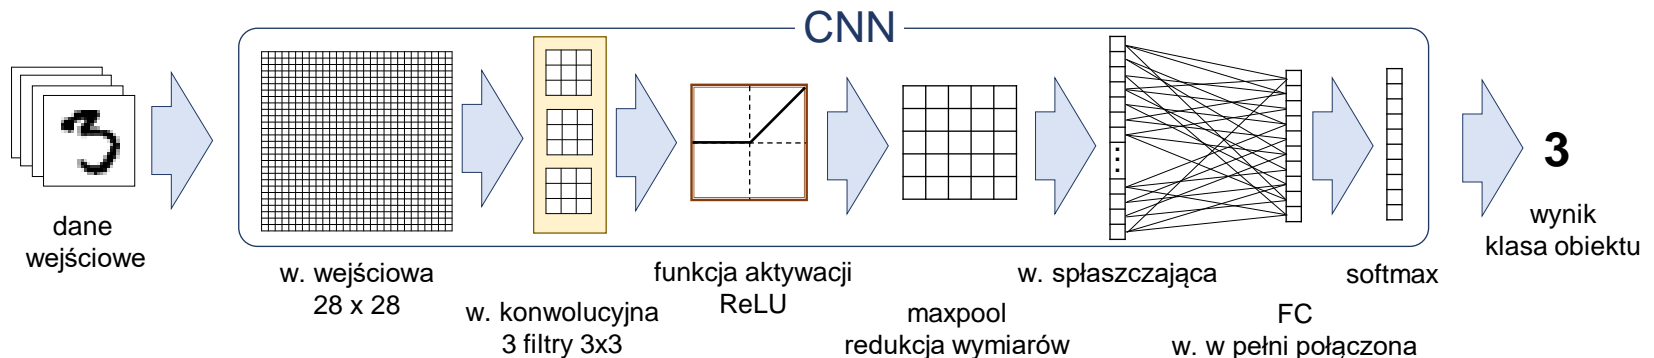 CNN
3
3
dane
wejściowe
w. wejściowa
28 x 28
w. konwolucyjna
3 filtry 3x3
funkcja aktywacji
ReLU
maxpool
redukcja wymiarów
w. spłaszczająca
FC
w. w pełni połączona
softmax
wynik
klasa obiektu